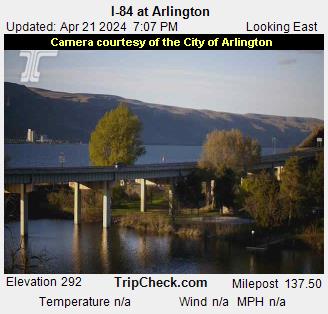 I-84 at Arlington
Updated: Apr 21 2024 7:07 PM Looking East
Camera courtesy of the City of Arlington
Elevation 292 TripCheck.com Milepost 137.50
Temperature n/a Wind n/a MPH n/a